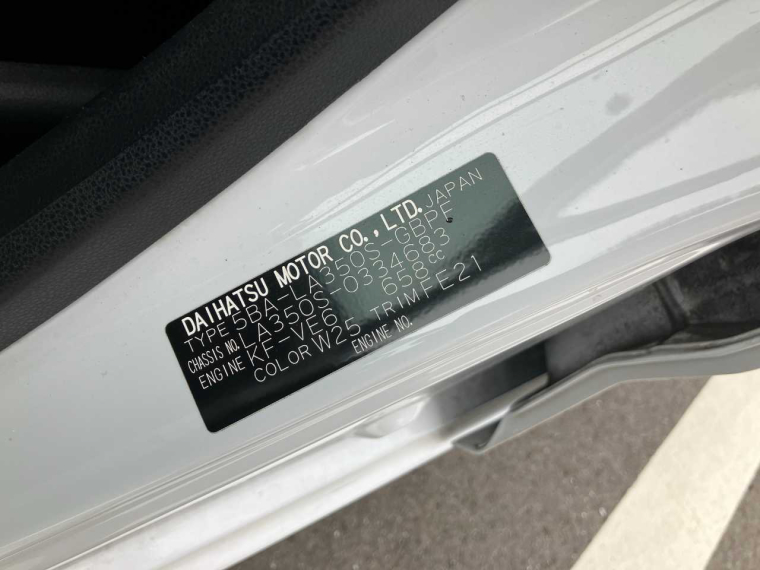 DAIHATSU MOTOR CO., LTD. JAPAN
TYPE 5BA-LA350S-GBPF
CHASSIS NO. LA350S-0334683
ENGINE KF-VE6 658cc
COLOR W25 TRIM FE21
ENGINE NO.